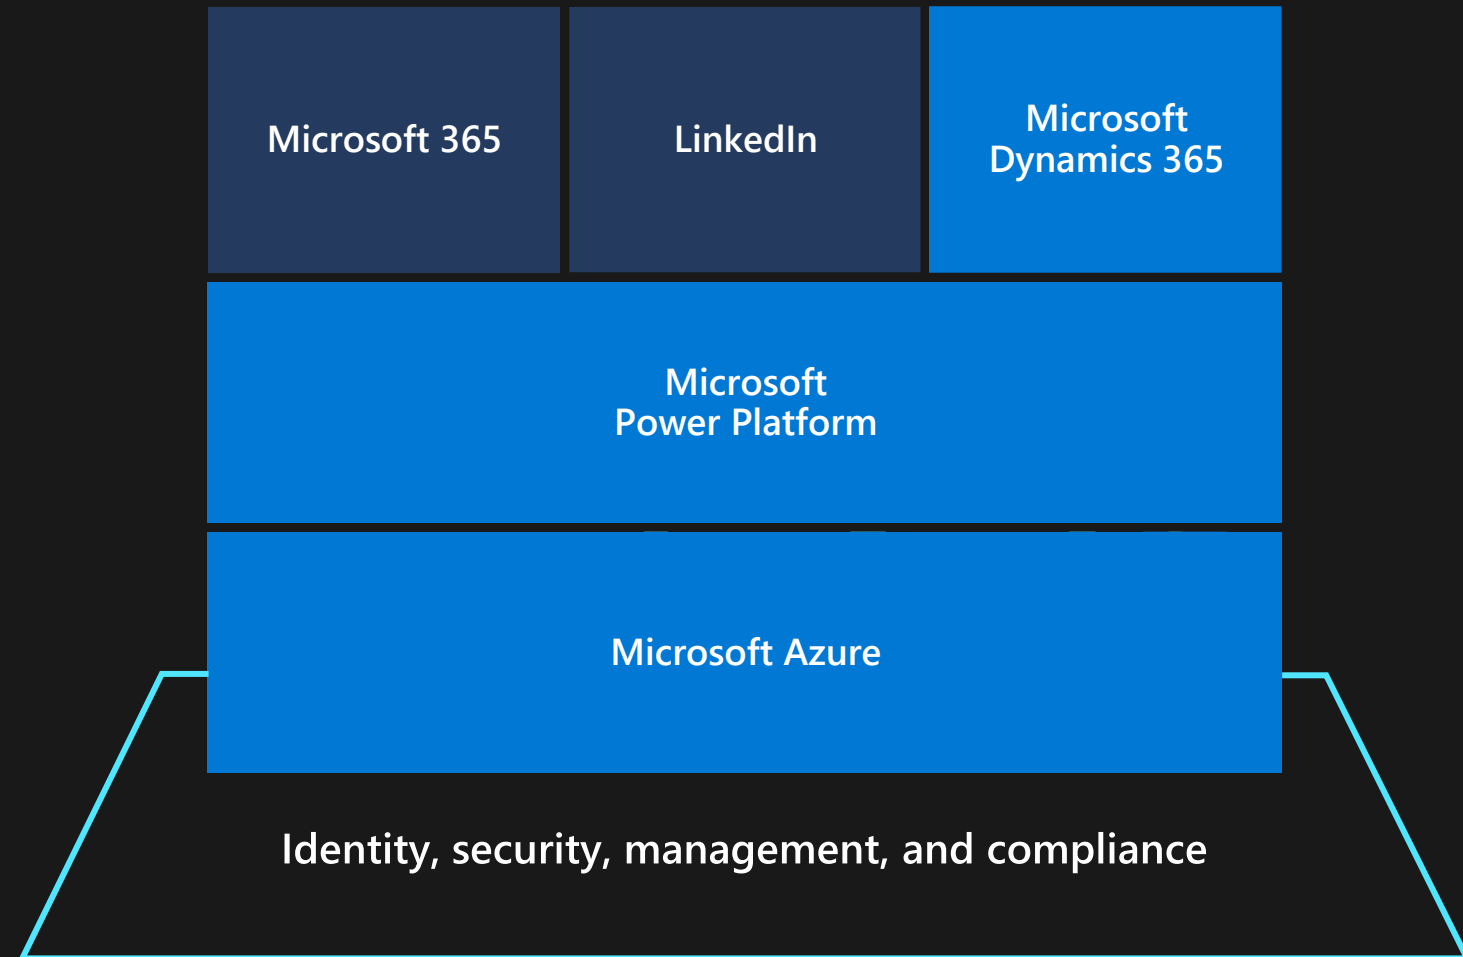 Microsoft 365
LinkedIn
Microsoft
Dynamics 365
Microsoft
Power Platform
Microsoft Azure
Identity, security, management, and compliance